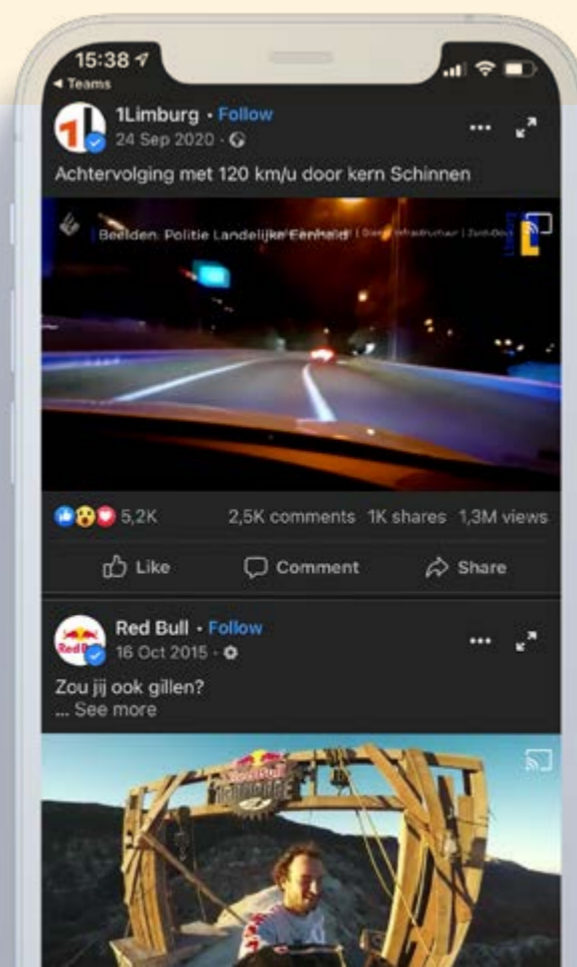 15:38
Teams
1Limburg · Follow
24 Sep 2020 ·
Achtervolging met 120 km/u door kern Schinnen
Beelden: Politie Landelijke Eenheid
Limburg
5,2K 2,5K comments 1K shares 1,3M views
Like Comment Share
Red Bull · Follow
16 Oct 2015 ·
Zou jij ook gillen?
... See more
Red Bull